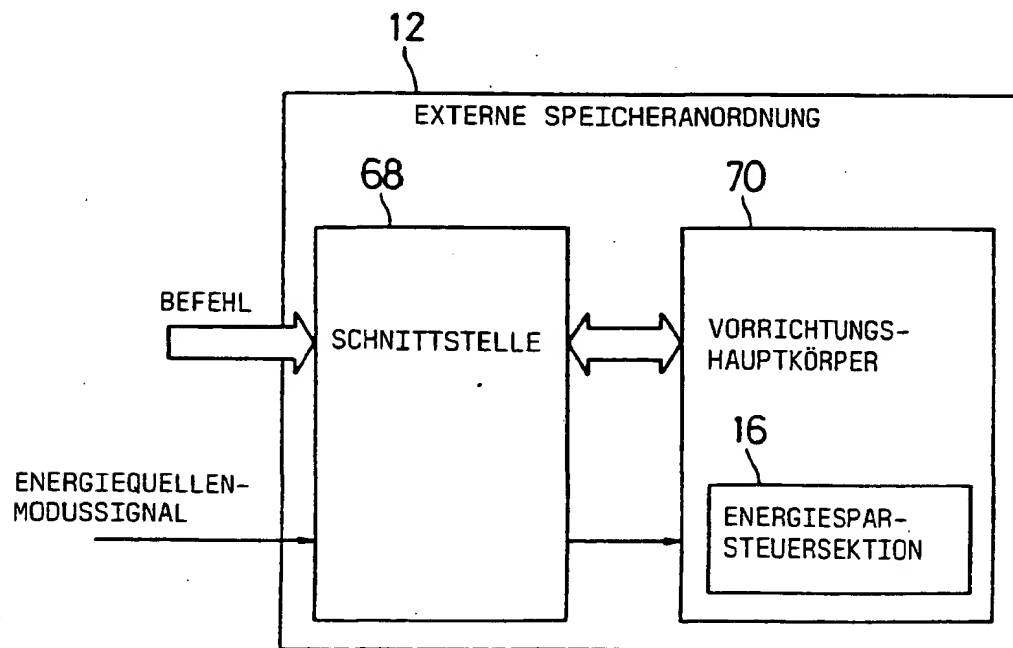 12
EXTERNE SPEICHERANORDNUNG
68
70
BEFEHL
SCHNITTSTELLE
VORRICHTUNGS-
HAUPTKÖRPER
16
ENERGIEQUELLEN-
MODUSSIGNAL
ENERGIESPAR-
STEUERSEKTION